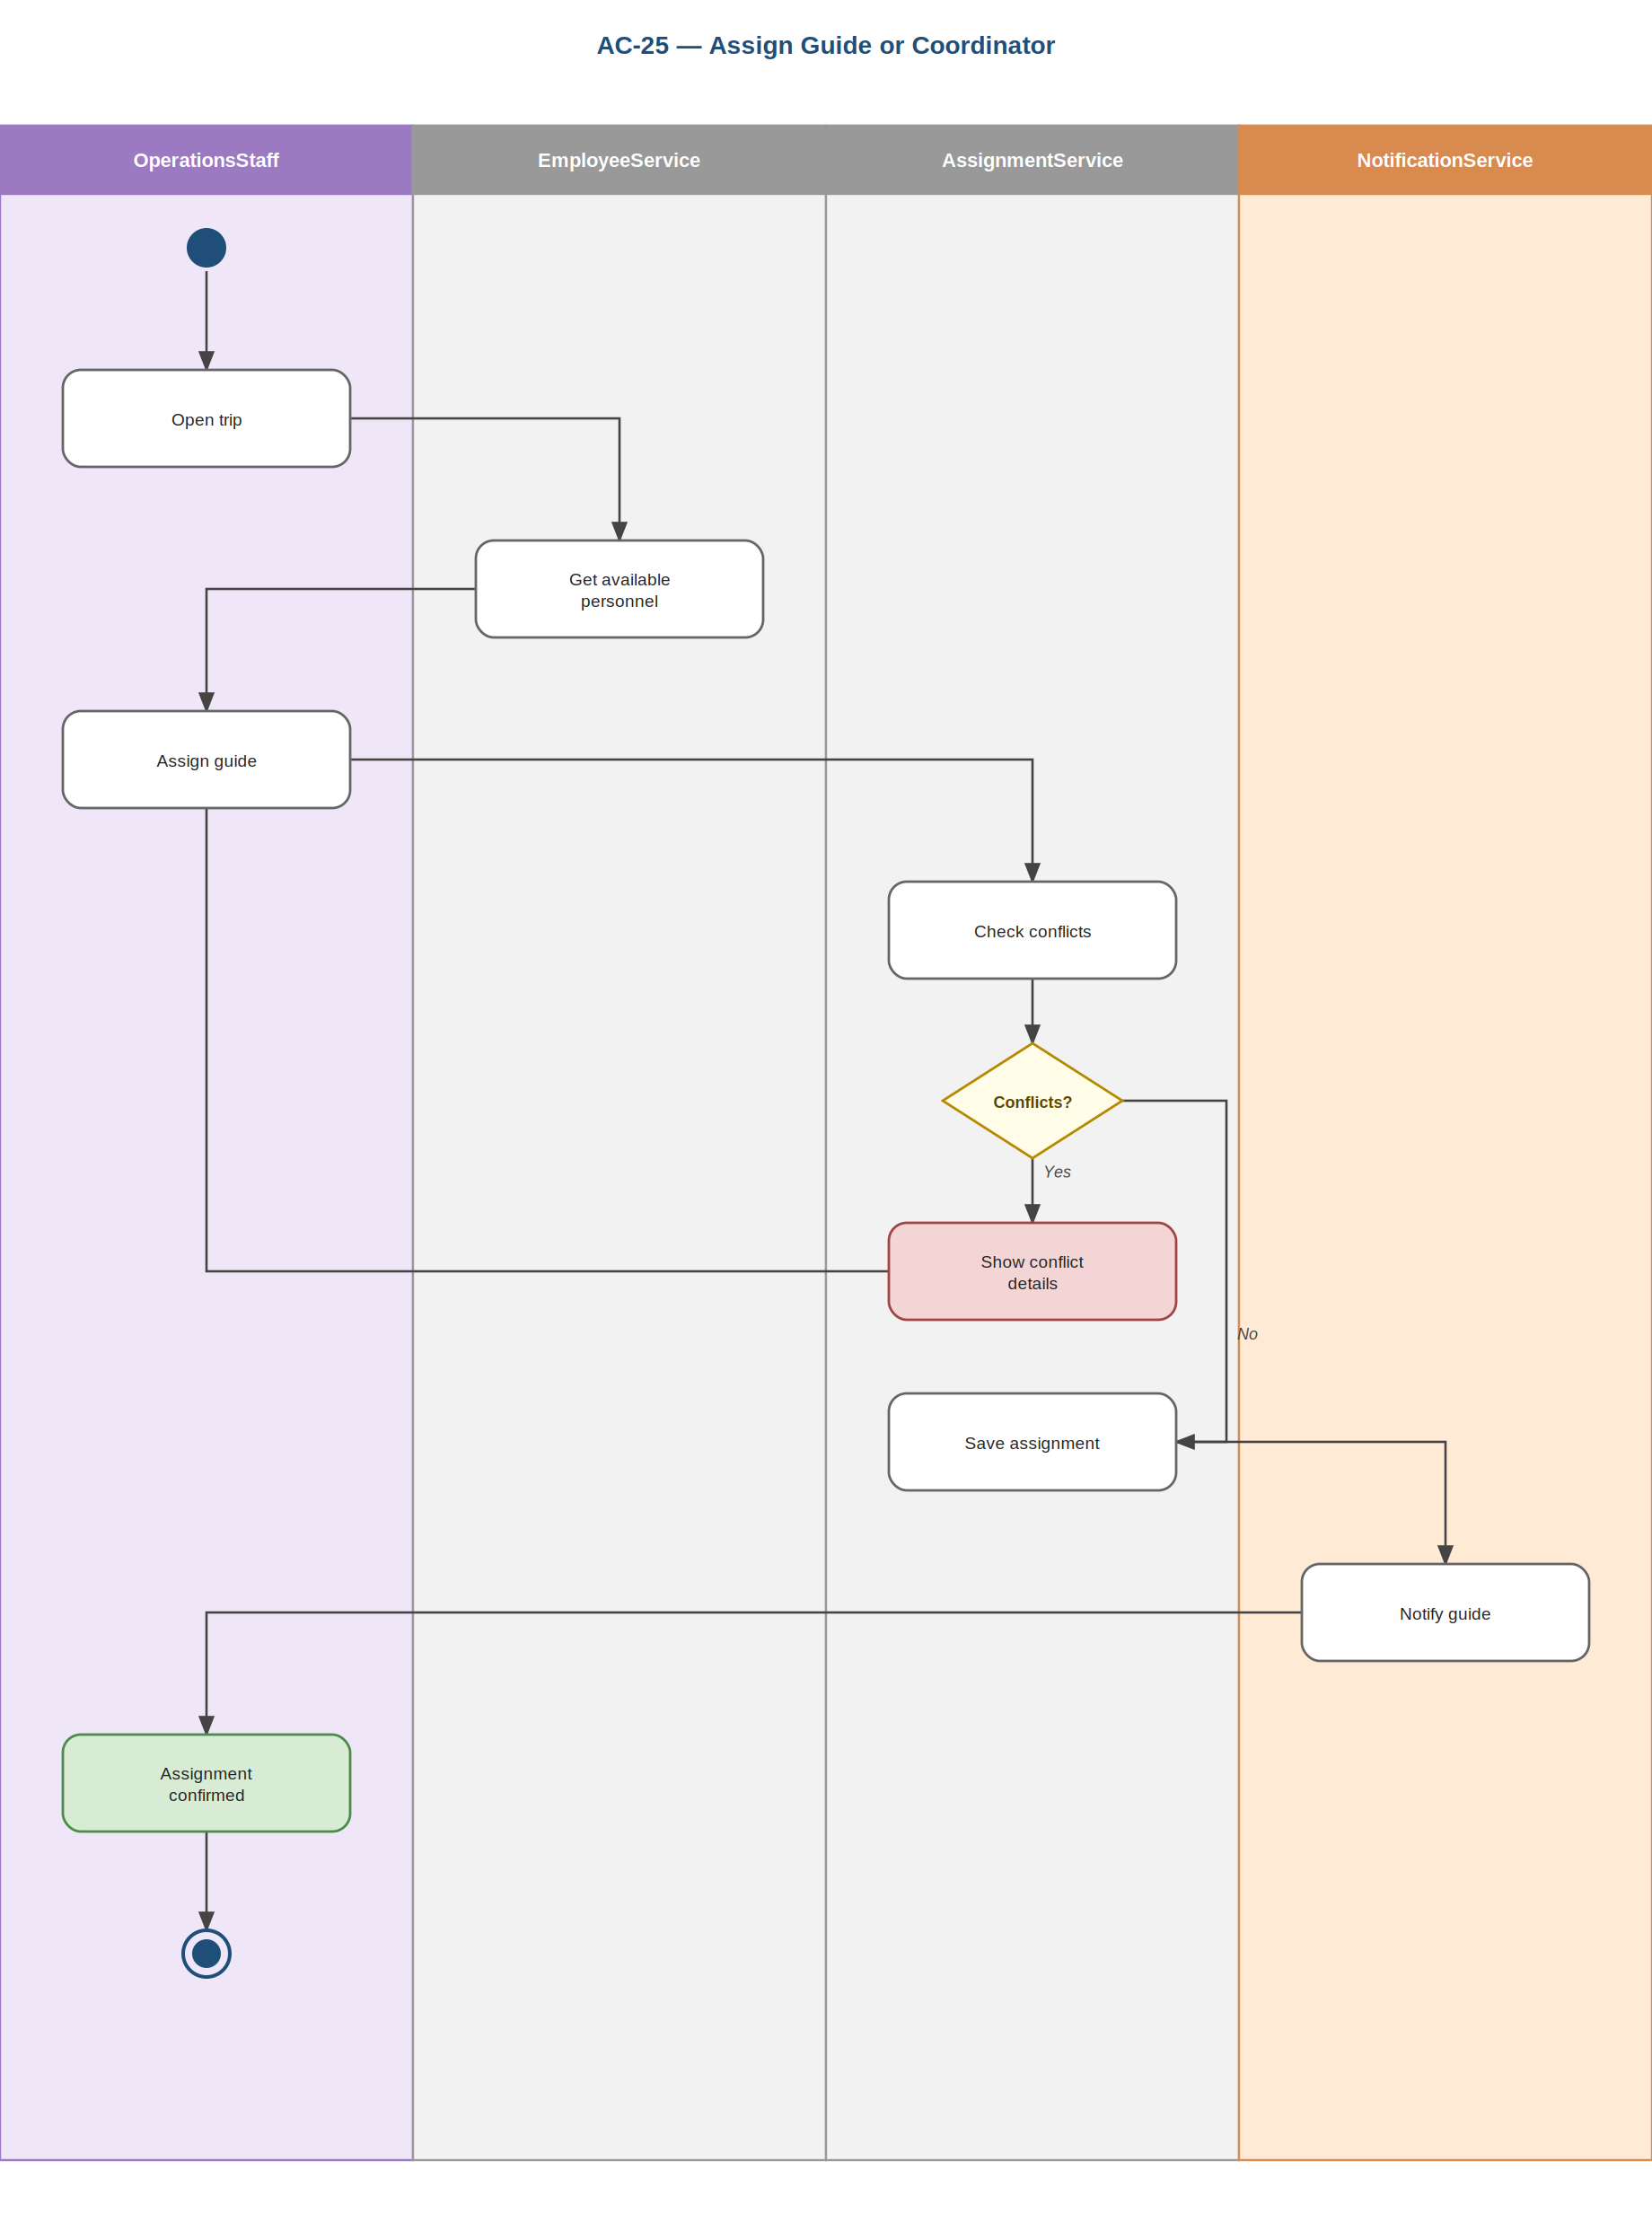 AC-25 — Assign Guide or Coordinator
OperationsStaff
EmployeeService
AssignmentService
NotificationService
Open trip
Get available
personnel
Assign guide
Check conflicts
Conflicts?
Yes
Show conflict
details
No
Save assignment
Notify guide
Assignment
confirmed